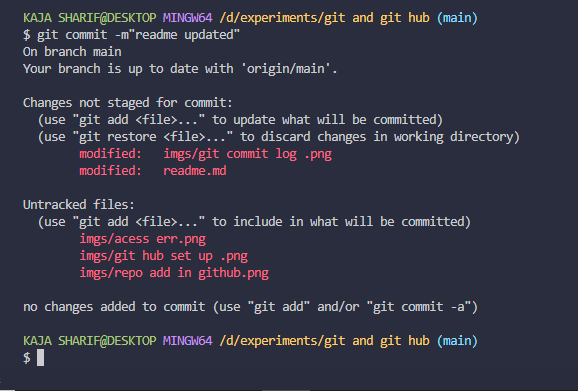 KAJA SHARIF@DESKTOP MINGW64 /d/experiments/git and git hub (main)
$ git commit -m"readme updated"
On branch main
Your branch is up to date with 'origin/main'.

Changes not staged for commit:
  (use "git add <file>..." to update what will be committed)
  (use "git restore <file>..." to discard changes in working directory)
        modified:   imgs/git commit log .png
        modified:   readme.md

Untracked files:
  (use "git add <file>..." to include in what will be committed)
        imgs/acess err.png
        imgs/git hub set up .png
        imgs/repo add in github.png

no changes added to commit (use "git add" and/or "git commit -a")

KAJA SHARIF@DESKTOP MINGW64 /d/experiments/git and git hub (main)
$